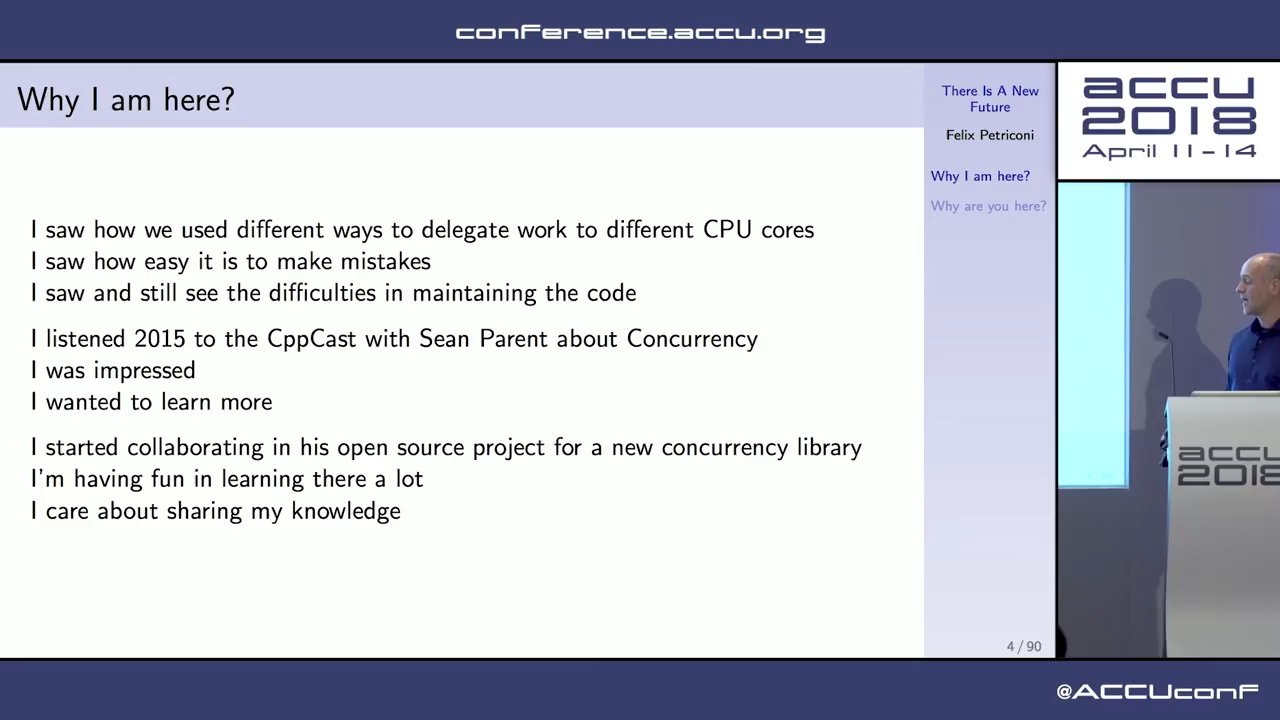 conference.accu.org
Why I am here?
I saw how we used different ways to delegate work to different CPU cores
I saw how easy it is to make mistakes
I saw and still see the difficulties in maintaining the code
I listened 2015 to the CppCast with Sean Parent about Concurrency
I was impressed
I wanted to learn more
I started collaborating in his open source project for a new concurrency library
I'm having fun in learning there a lot
I care about sharing my knowledge
There Is A New
Future
Felix Petriconi
Why I am here?
Why are you here?
4 / 90
accu
2018
April 11-14
accu
2018
@ACCUconf